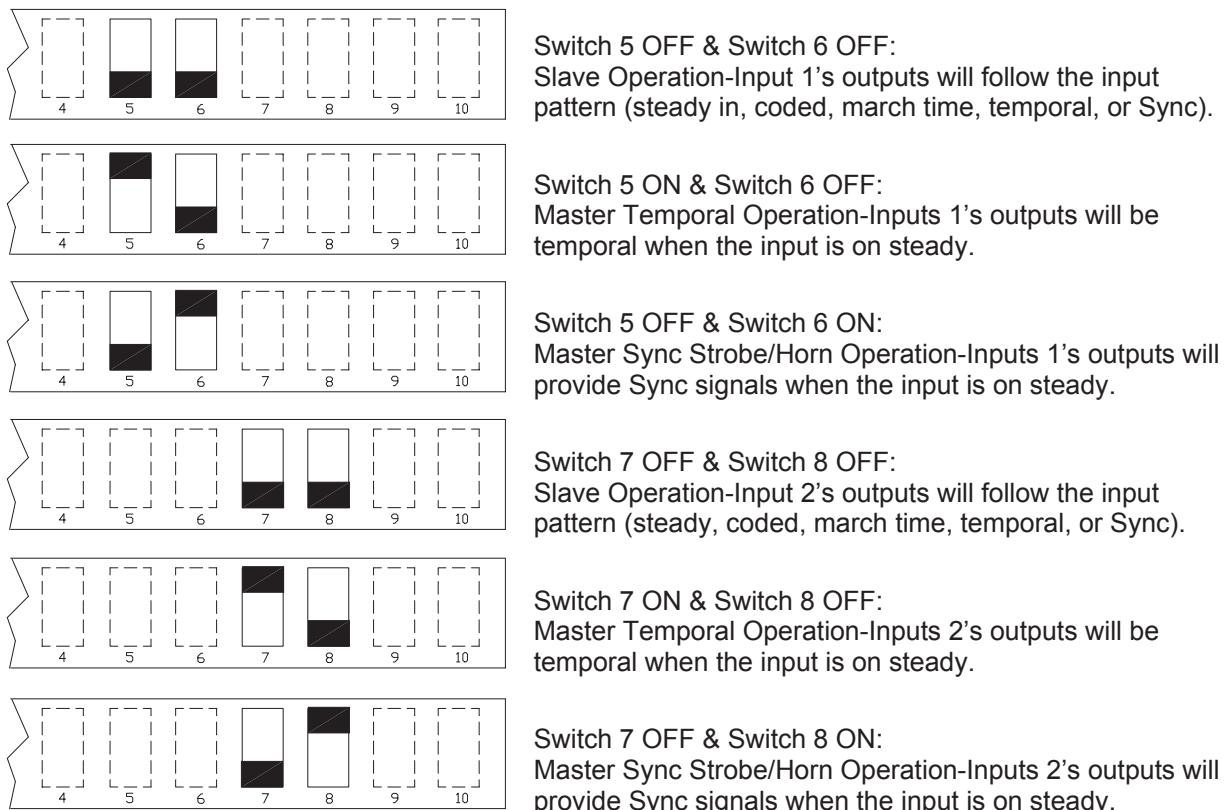 4 5 6 7 8 9 10
Switch 5 OFF & Switch 6 OFF:
Slave Operation-Input 1's outputs will follow the input
pattern (steady in, coded, march time, temporal, or Sync).
4 5 6 7 8 9 10
Switch 5 ON & Switch 6 OFF:
Master Temporal Operation-Inputs 1's outputs will be
temporal when the input is on steady.
4 5 6 7 8 9 10
Switch 5 OFF & Switch 6 ON:
Master Sync Strobe/Horn Operation-Inputs 1's outputs will
provide Sync signals when the input is on steady.
4 5 6 7 8 9 10
Switch 7 OFF & Switch 8 OFF:
Slave Operation-Input 2's outputs will follow the input
pattern (steady, coded, march time, temporal, or Sync).
4 5 6 7 8 9 10
Switch 7 ON & Switch 8 OFF:
Master Temporal Operation-Inputs 2's outputs will be
temporal when the input is on steady.
4 5 6 7 8 9 10
Switch 7 OFF & Switch 8 ON:
Master Sync Strobe/Horn Operation-Inputs 2's outputs will
provide Sync signals when the input is on steady.